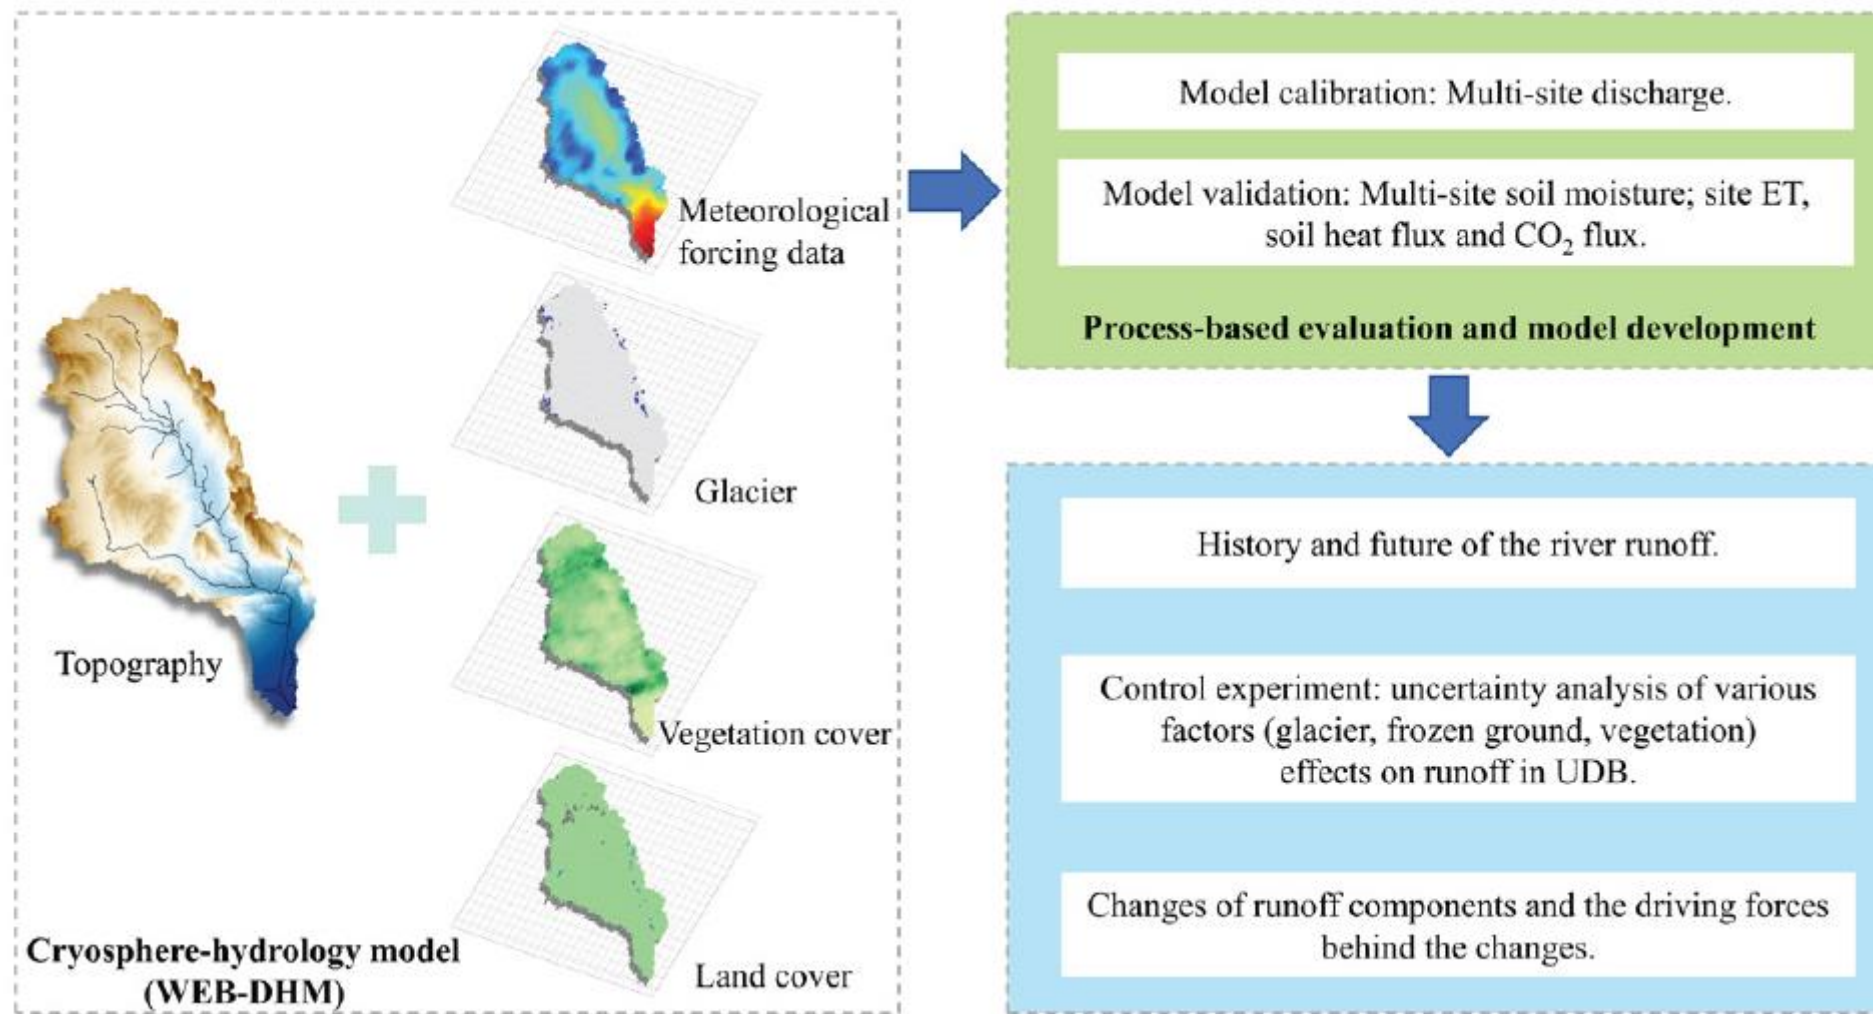 Topography
Cryosphere-hydrology model
(WEB-DHM)
Meteorological
forcing data
Glacier
Vegetation cover
Land cover
Model calibration: Multi-site discharge.
Model validation: Multi-site soil moisture; site ET,
soil heat flux and CO₂ flux.
Process-based evaluation and model development
History and future of the river runoff.
Control experiment: uncertainty analysis of various
factors (glacier, frozen ground, vegetation)
effects on runoff in UDB.
Changes of runoff components and the driving forces
behind the changes.